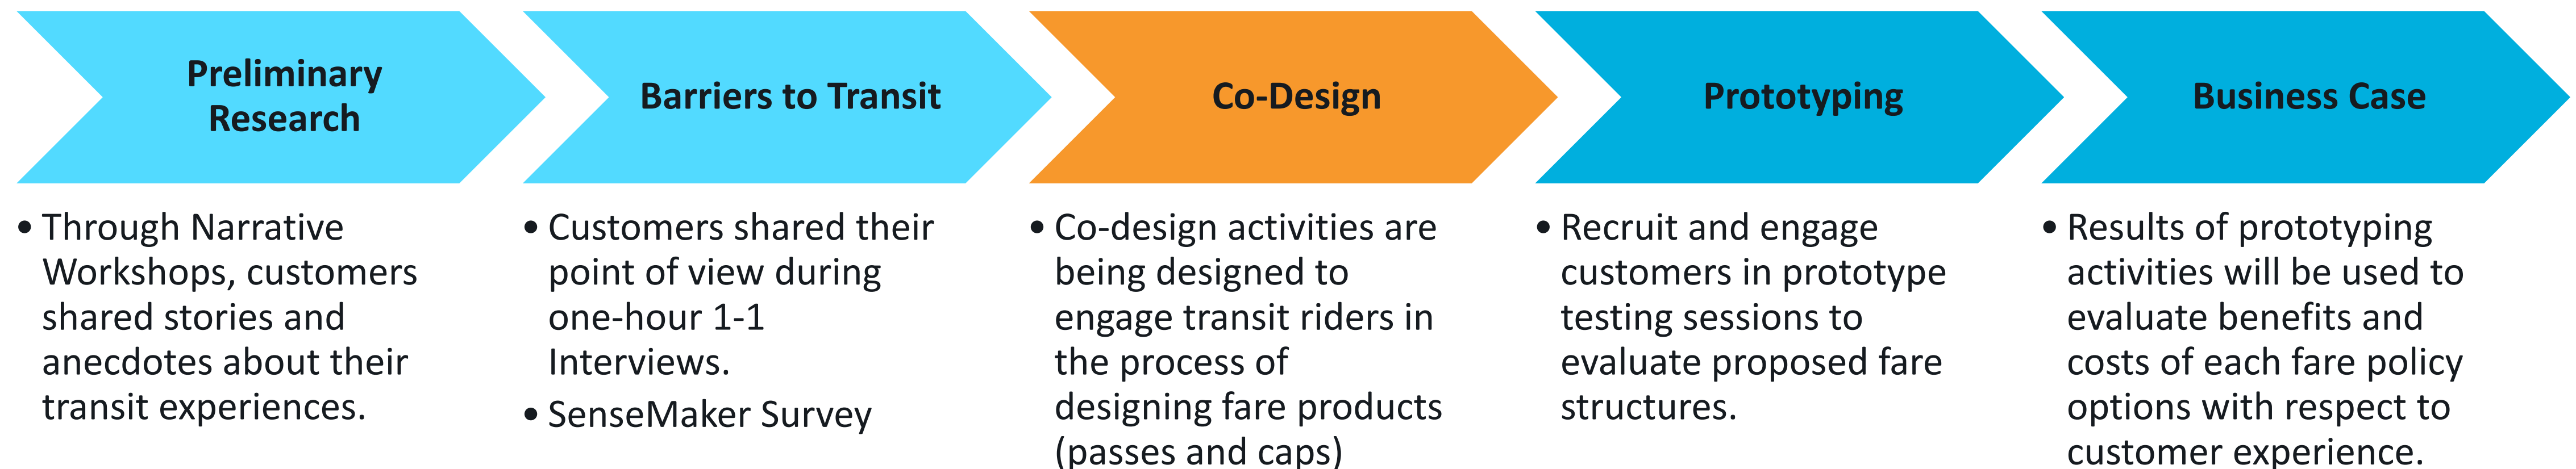 Preliminary
Research
• Through Narrative
Workshops, customers
shared stories and
anecdotes about their
transit experiences.
Barriers to Transit
• Customers shared their
point of view during
one-hour 1-1
Interviews.
• SenseMaker Survey
Co-Design
• Co-design activities are
being designed to
engage transit riders in
the process of
designing fare products
(passes and caps)
Prototyping
• Recruit and engage
customers in prototype
testing sessions to
evaluate proposed fare
structures.
Business Case
• Results of prototyping
activities will be used to
evaluate benefits and
costs of each fare policy
options with respect to
customer experience.